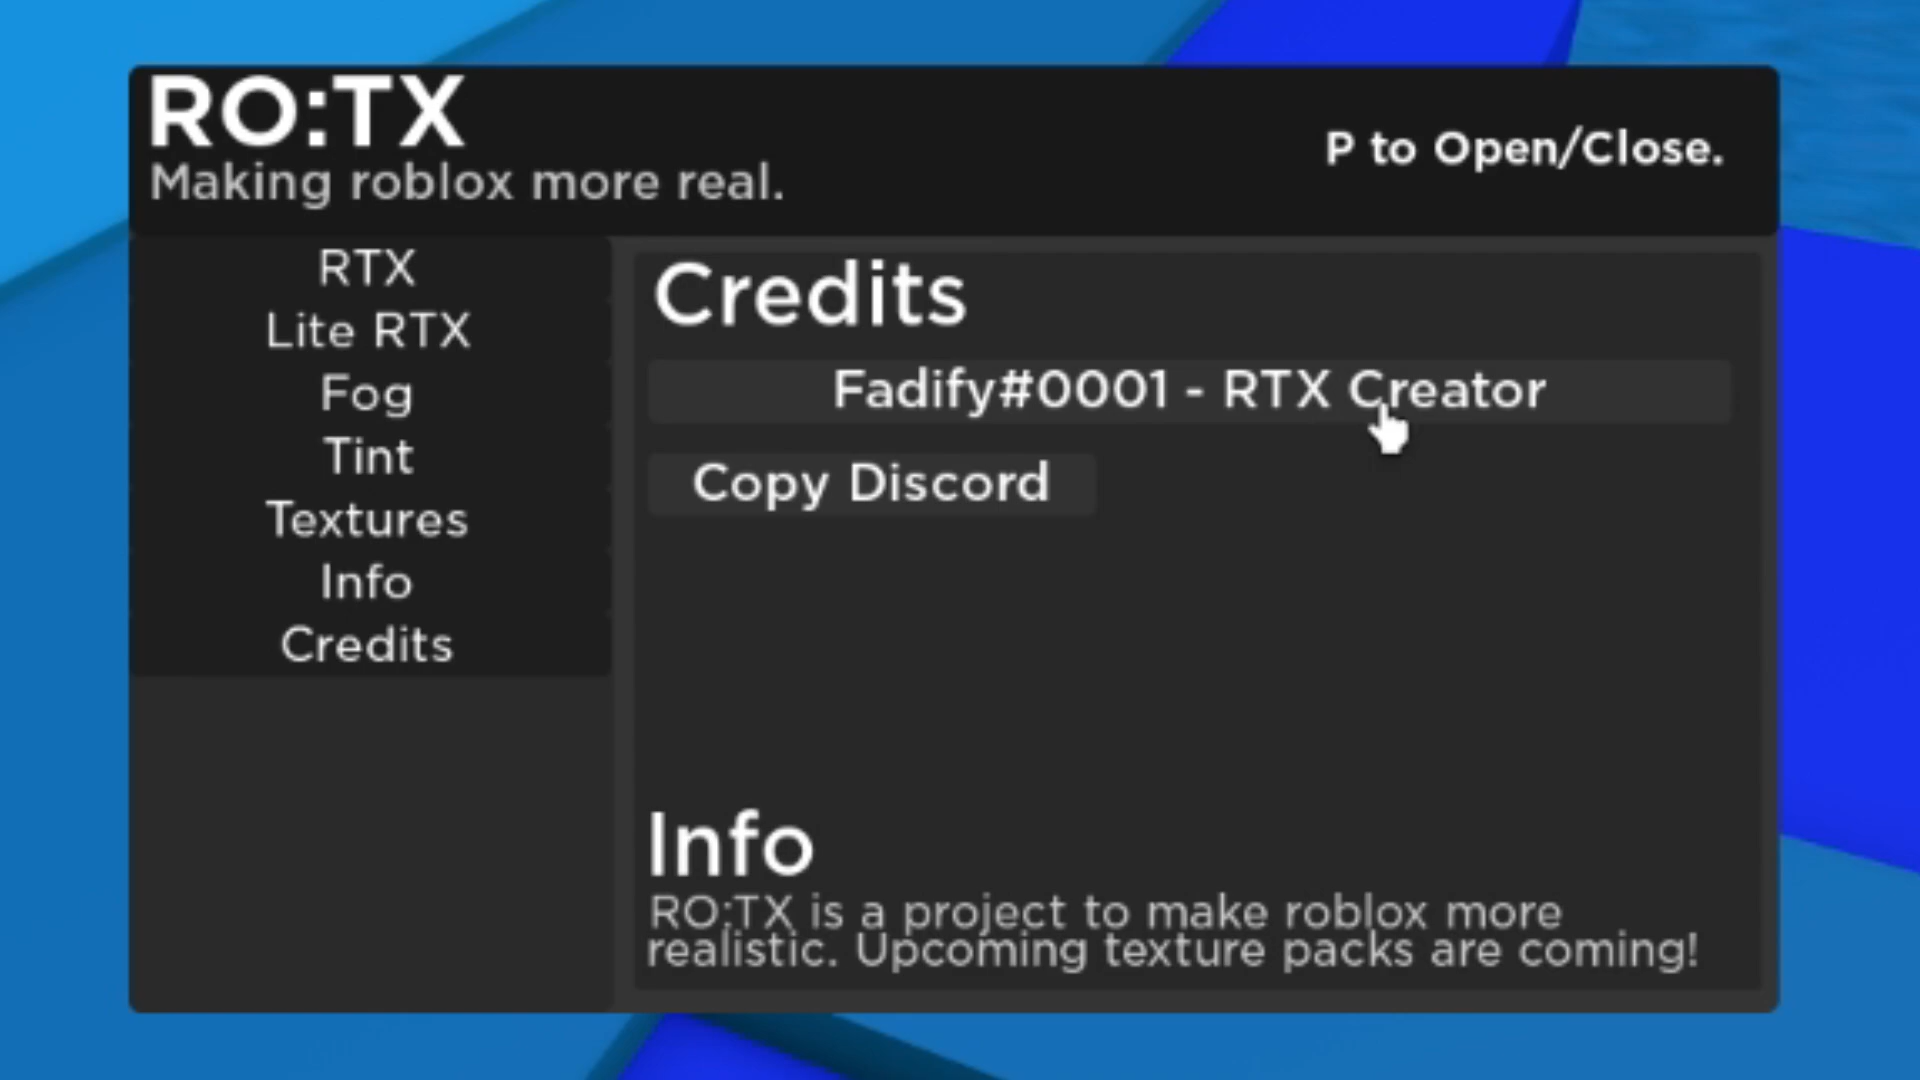 RO:TX
Making roblox more real.
P to Open/Close.
RTX
Lite RTX
Fog
Tint
Textures
Info
Credits
Credits
Fadify#0001 - RTX Creator
Copy Discord
Info
RO:TX is a project to make roblox more
realistic. Upcoming texture packs are coming!